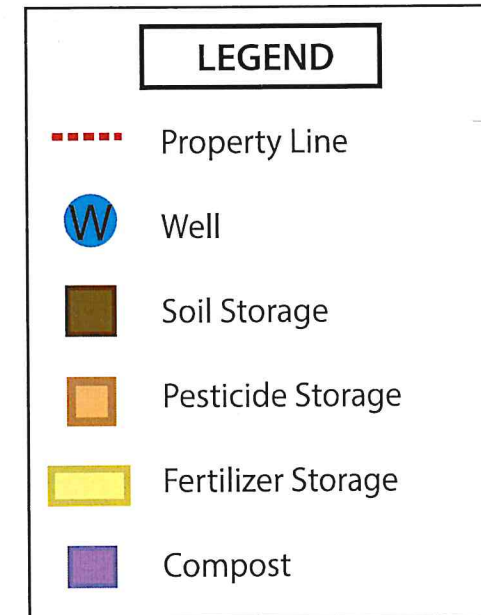 LEGEND
Property Line
W Well
Soil Storage
Pesticide Storage
Fertilizer Storage
Compost